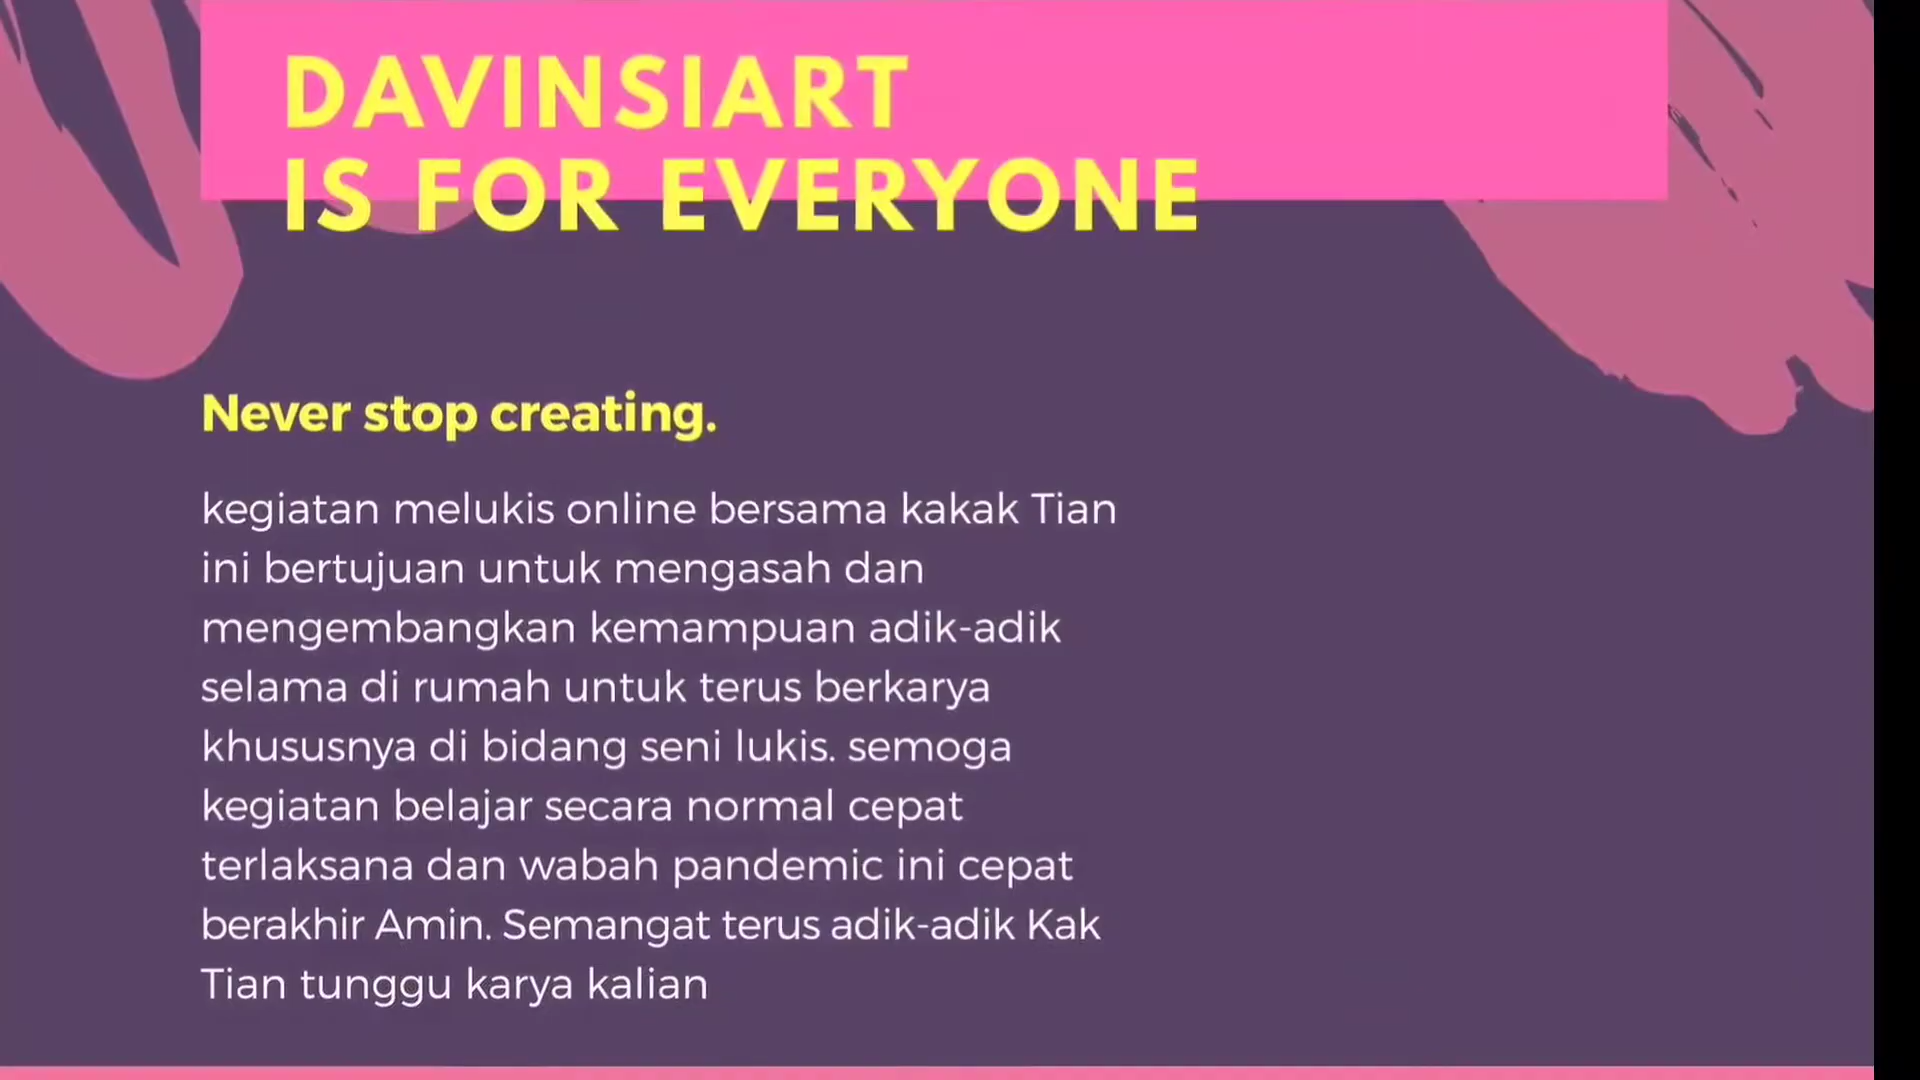 DAVINSIART
IS FOR EVERYONE
Never stop creating.
kegiatan melukis online bersama kakak Tian
ini bertujuan untuk mengasah dan
mengembangkan kemampuan adik-adik
selama di rumah untuk terus berkarya
khususnya di bidang seni lukis. semoga
kegiatan belajar secara normal cepat
terlaksana dan wabah pandemic ini cepat
berakhir Amin. Semangat terus adik-adik Kak
Tian tunggu karya kalian